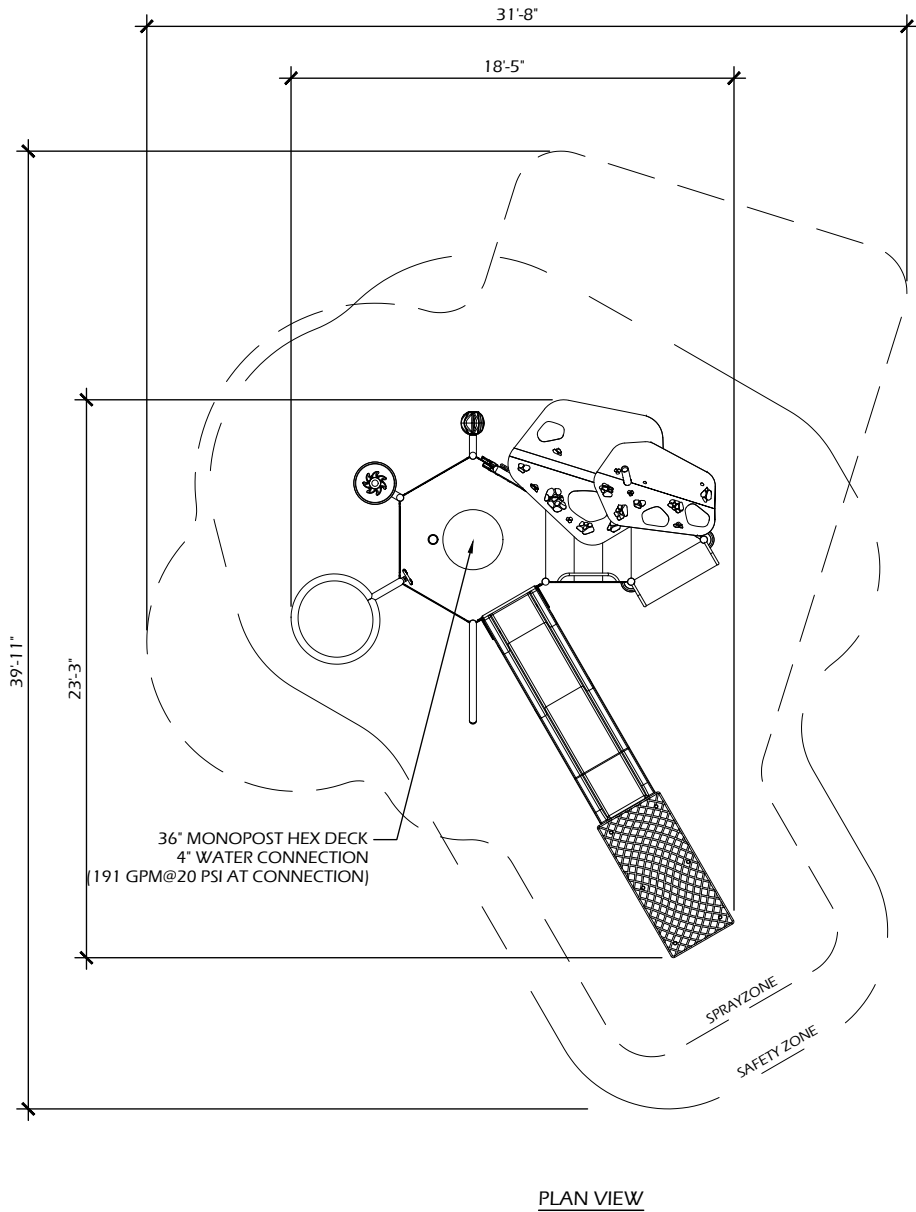 31'-8"
18'-5"
39'-11"
23'-3"
36" MONOPOST HEX DECK
4" WATER CONNECTION
(191 GPM@20 PSI AT CONNECTION)
SPRAYZONE
SAFETY ZONE
PLAN VIEW